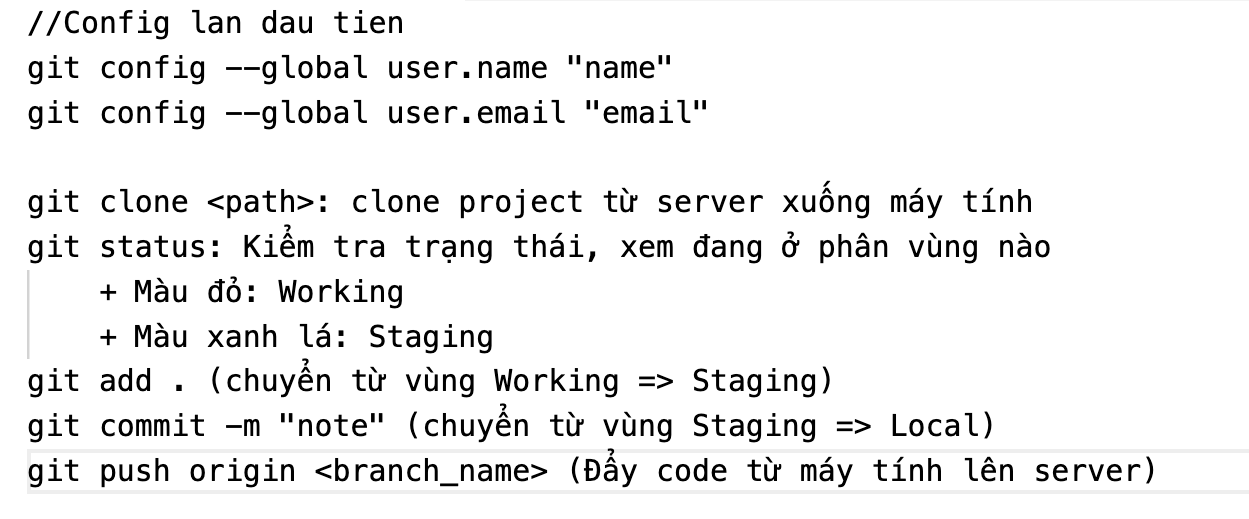 //Config lan dau tien
git config --global user.name "name"
git config --global user.email "email"
git clone <path>: clone project từ server xuống máy tính
git status: Kiểm tra trạng thái, xem đang ở phân vùng nào
+ Màu đỏ: Working
+ Màu xanh lá: Staging
git add . (chuyển từ vùng Working => Staging)
git commit -m "note" (chuyển từ vùng Staging => Local)
git push origin <branch_name> (Đẩy code từ máy tính lên server)